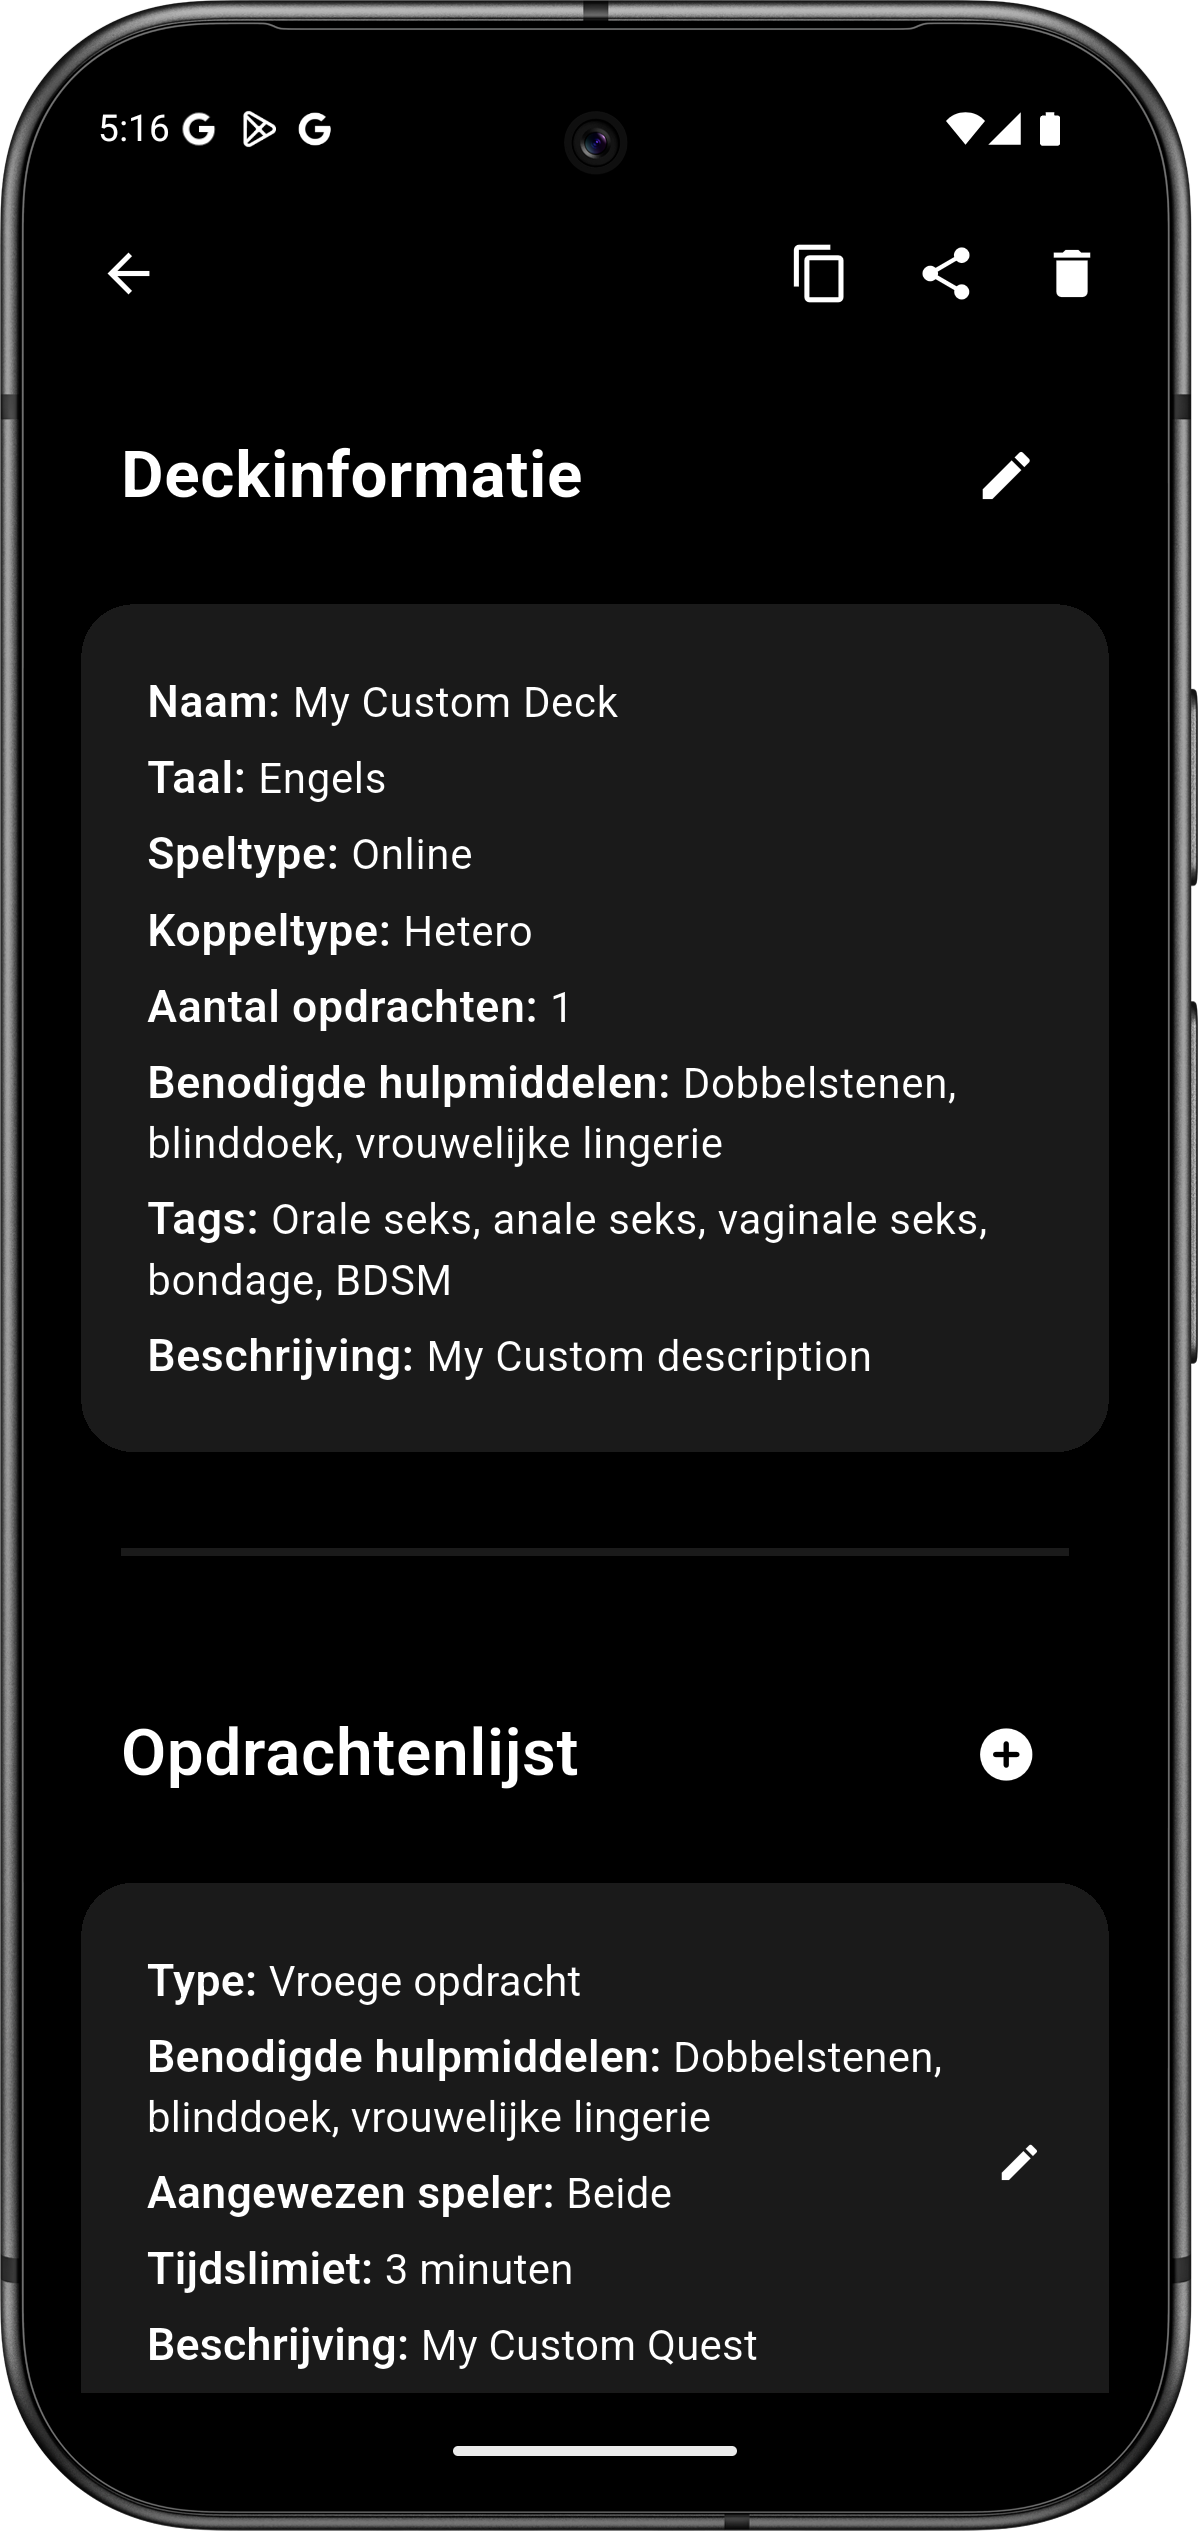 5:16
Deckinformatie
Naam: My Custom Deck
Taal: Engels
Speltype: Online
Koppeltype: Hetero
Aantal opdrachten: 1
Benodigde hulpmiddelen: Dobbelstenen,
blinddoek, vrouwelijke lingerie
Tags: Orale seks, anale seks, vaginale seks,
bondage, BDSM
Beschrijving: My Custom description
Opdrachtenlijst
Type: Vroege opdracht
Benodigde hulpmiddelen: Dobbelstenen,
blinddoek, vrouwelijke lingerie
Aangewezen speler: Beide
Tijdslimiet: 3 minuten
Beschrijving: My Custom Quest